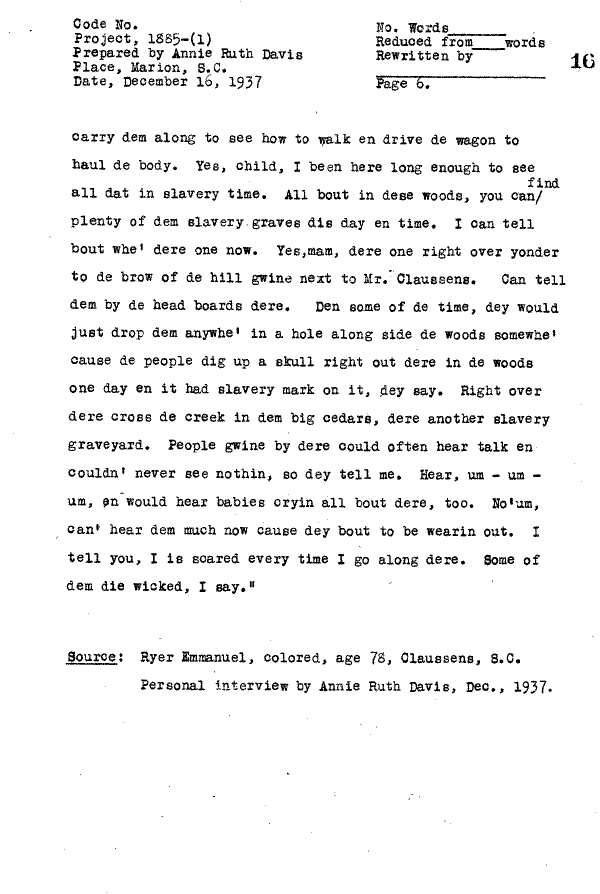 Code No.
Project, 1885-(1)
Prepared by Annie Ruth Davis
Place, Marion, S.C.
Date, December 16, 1937
No. Words________
Reduced from____words
Rewritten by
Page 6.
16
carry dem along to see how to walk en drive de wagon to
haul de body. Yes, child, I been here long enough to see
find
all dat in slavery time. All bout in dese woods, you can/
plenty of dem slavery graves dis day en time. I can tell
bout whe' dere one now. Yes,mam, dere one right over yonder
to de brow of de hill gwine next to Mr. Claussens. Can tell
dem by de head boards dere. Den some of de time, dey would
just drop dem anywhe' in a hole along side de woods somewhe'
cause de people dig up a skull right out dere in de woods
one day en it had slavery mark on it, dey say. Right over
dere cross de creek in dem big cedars, dere another slavery
graveyard. People gwine by dere could often hear talk en
couldn' never see nothin, so dey tell me. Hear, um - um -
um, en would hear babies cryin all bout dere, too. No'um,
can' hear dem much now cause dey bout to be wearin out. I
tell you, I is scared every time I go along dere. Some of
dem die wicked, I say."
Source: Ryer Emmanuel, colored, age 78, Claussens, S.C.
Personal interview by Annie Ruth Davis, Dec., 1937.